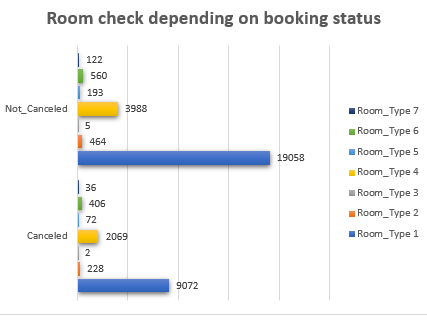 Room check depending on booking status
122
560
193
Not_Canceled
3988
5
464
19058
36
406
72
Canceled
2069
2
228
9072
Room_Type 7
Room_Type 6
Room_Type 5
Room_Type 4
Room_Type 3
Room_Type 2
Room_Type 1